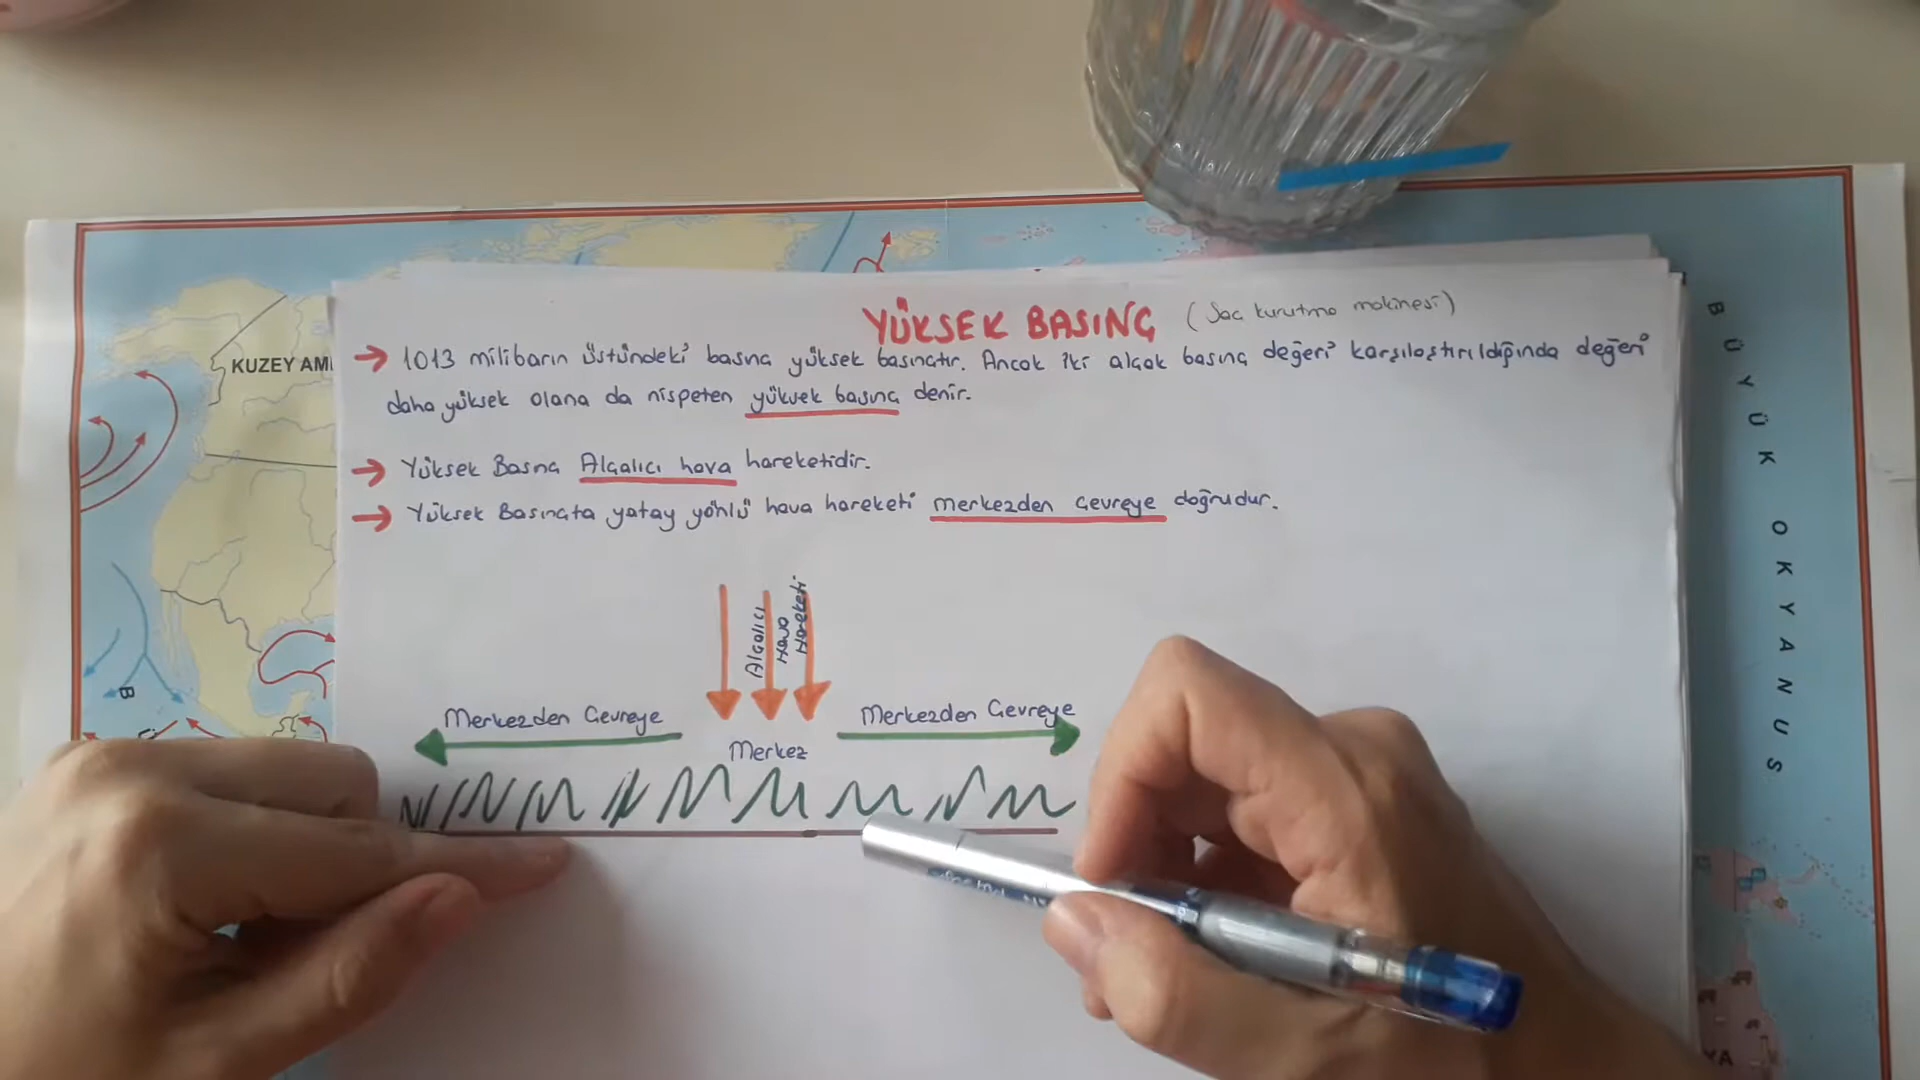 YÜKSEK BASINÇ (Saç kurutma makinesi)
→ 1013 milibarın üstündeki basınç yüksek basınçtır. Ancak iki alçak basınç değeri karşılaştırıldığında değeri
daha yüksek olana da nispeten yüksek basınç denir.
→ Yüksek Basınç Alçalıcı hava hareketidir.
→ Yüksek Basınçta yatay yönlü hava hareketi merkezden çevreye doğrudur.
Alçalıcı
Hava
Hareketi
Merkezden Çevreye
Merkezden Çevreye
Merkez
KUZEY AM
B
BÜYÜK OKYANUS
YA